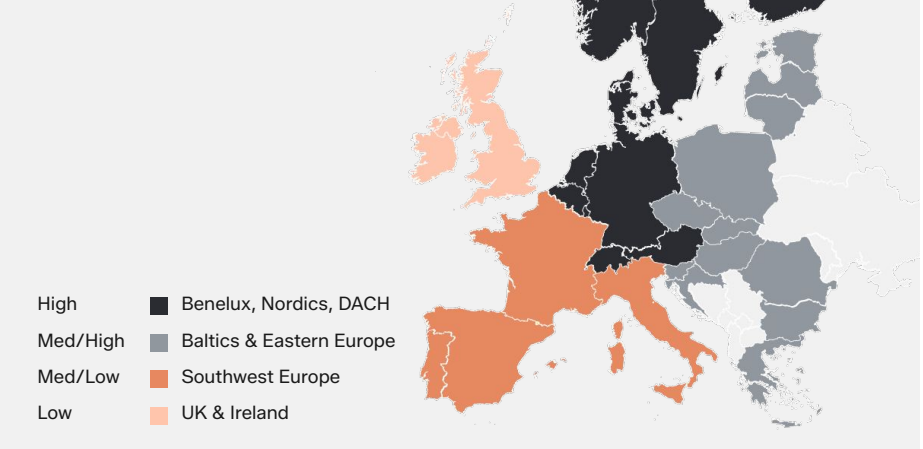 High Benelux, Nordics, DACH
Med/High Baltics & Eastern Europe
Med/Low Southwest Europe
Low UK & Ireland